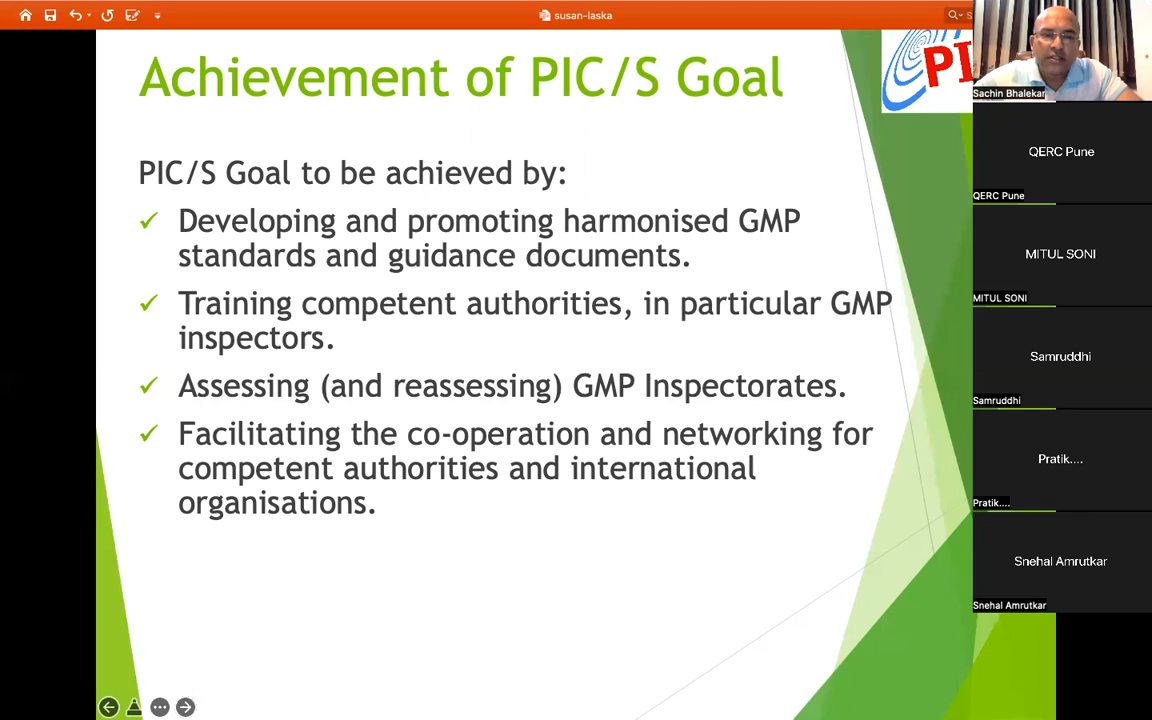 susan-laska
S
Achievement of PIC/S Goal
PI
PIC/S Goal to be achieved by:
Developing and promoting harmonised GMP
standards and guidance documents.
Training competent authorities, in particular GMP
inspectors.
Assessing (and reassessing) GMP Inspectorates.
Facilitating the co-operation and networking for
competent authorities and international
organisations.
Sachin Bhalekar
QERC Pune
QERC Pune
MITUL SONI
MITUL SONI
Samruddhi
Samruddhi
Pratik....
Pratik....
Snehal Amrutkar
Snehal Amrutkar